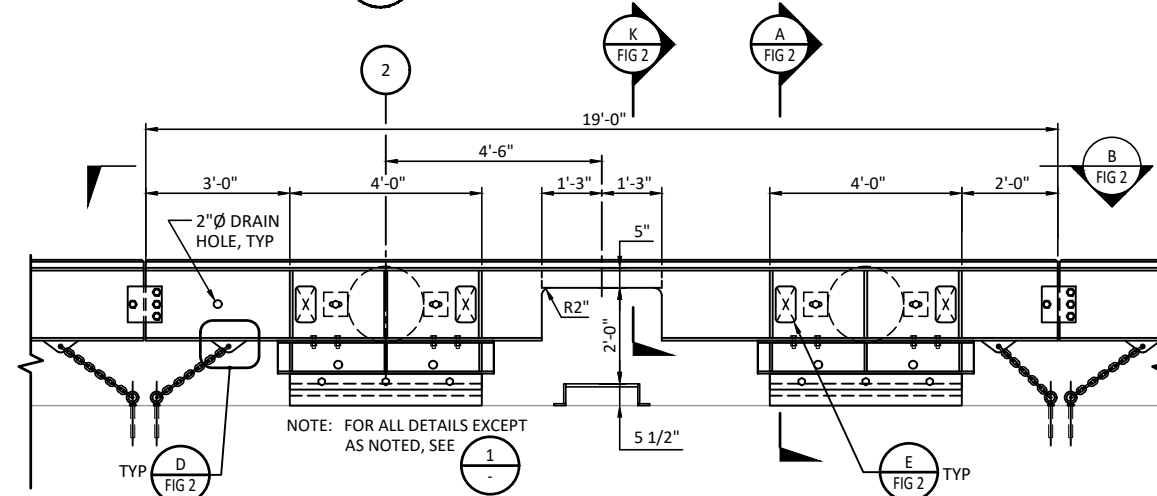 K
FIG 2
A
FIG 2
2
19'-0"
4'-6"
B
FIG 2
3'-0"
4'-0"
1'-3"
1'-3"
4'-0"
2'-0"
2"Ø DRAIN
HOLE, TYP
5"
R2"
2'-0"
NOTE: FOR ALL DETAILS EXCEPT
AS NOTED, SEE
1
-
5 1/2"
TYP
D
FIG 2
E
FIG 2
TYP